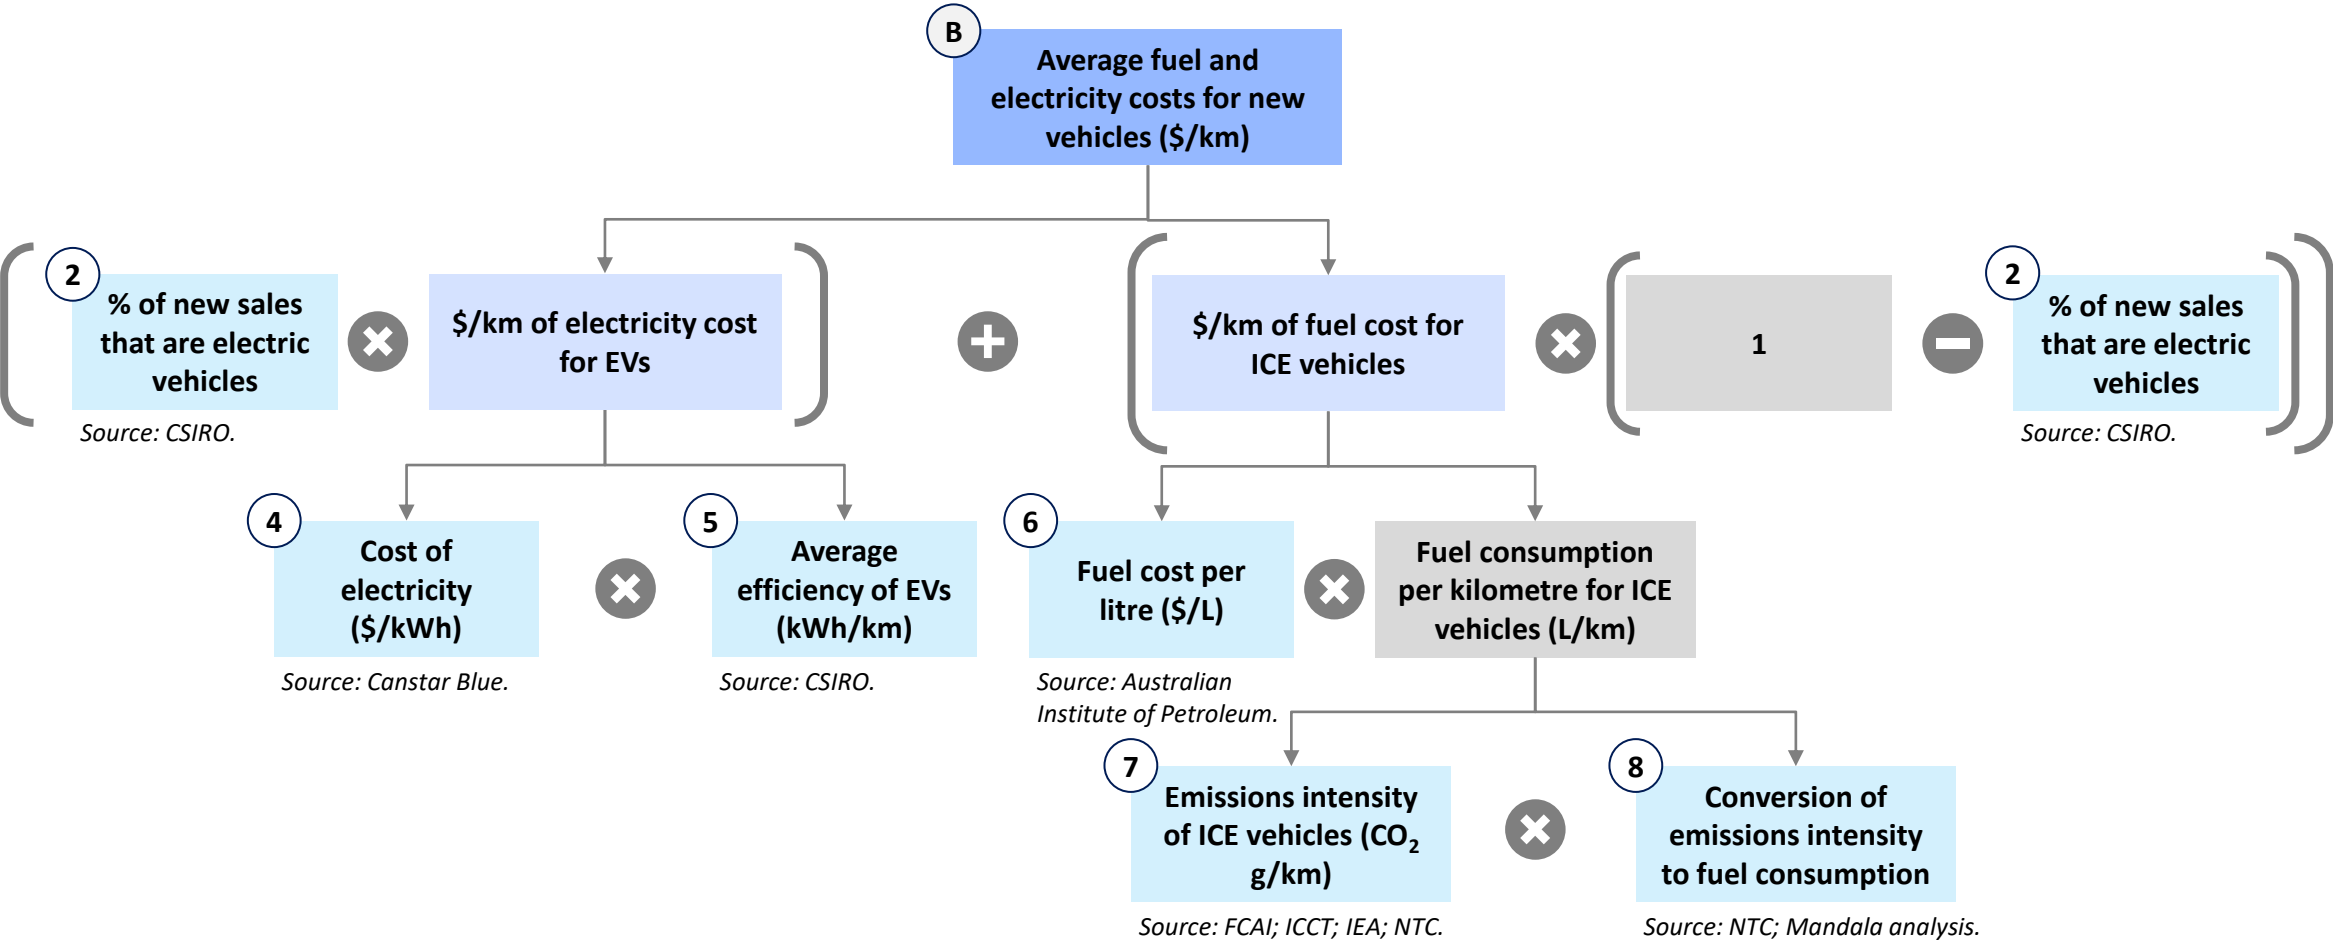 B
Average fuel and
electricity costs for new
vehicles ($/km)
2
% of new sales
that are electric
vehicles
Source: CSIRO.
$/km of electricity cost
for EVs
$/km of fuel cost for
ICE vehicles
1
2
% of new sales
that are electric
vehicles
Source: CSIRO.
4
Cost of
electricity
($/kWh)
Source: Canstar Blue.
5
Average
efficiency of EVs
(kWh/km)
Source: CSIRO.
6
Fuel cost per
litre ($/L)
Source: Australian
Institute of Petroleum.
Fuel consumption
per kilometre for ICE
vehicles (L/km)
7
Emissions intensity
of ICE vehicles (CO₂
g/km)
Source: FCAI; ICCT; IEA; NTC.
8
Conversion of
emissions intensity
to fuel consumption
Source: NTC; Mandala analysis.